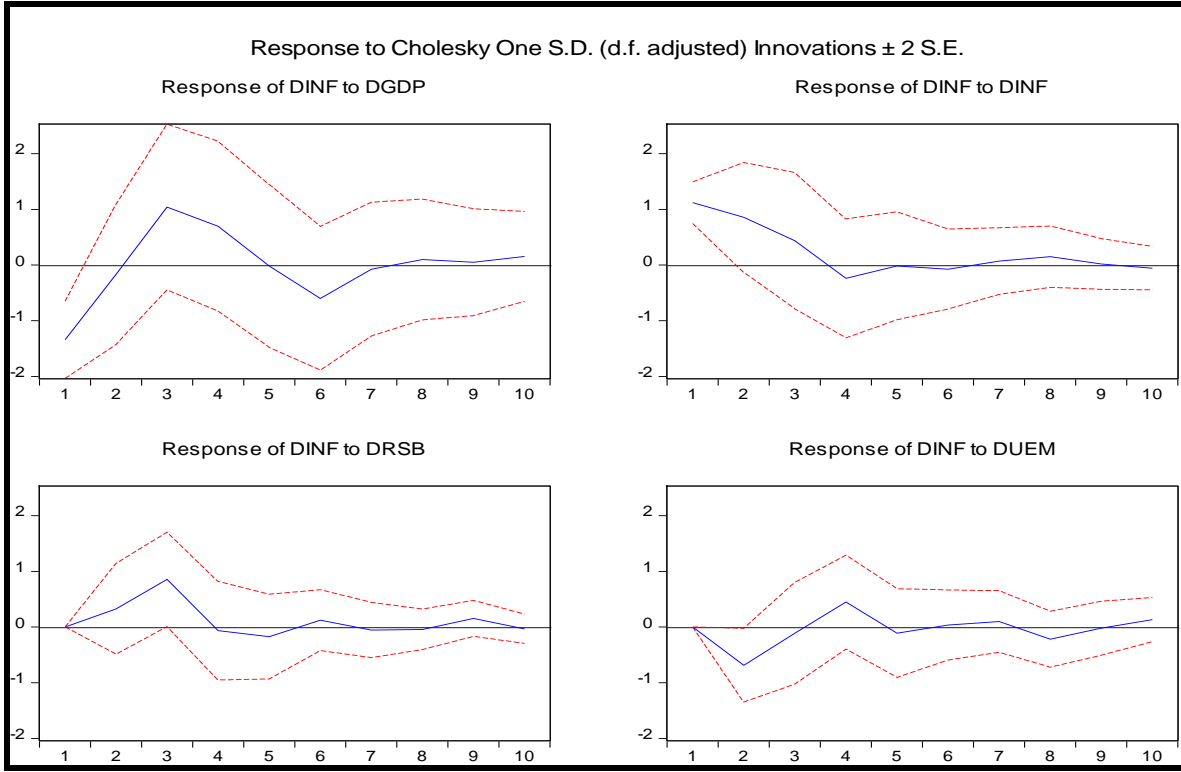 Response to Cholesky One S.D. (d.f. adjusted) Innovations ± 2 S.E.
Response of DINF to DGDP
2
1
0
-1
-2
1 2 3 4 5 6 7 8 9 10
Response of DINF to DINF
2
1
0
-1
-2
1 2 3 4 5 6 7 8 9 10
Response of DINF to DRSB
2
1
0
-1
-2
1 2 3 4 5 6 7 8 9 10
Response of DINF to DUEM
2
1
0
-1
-2
1 2 3 4 5 6 7 8 9 10